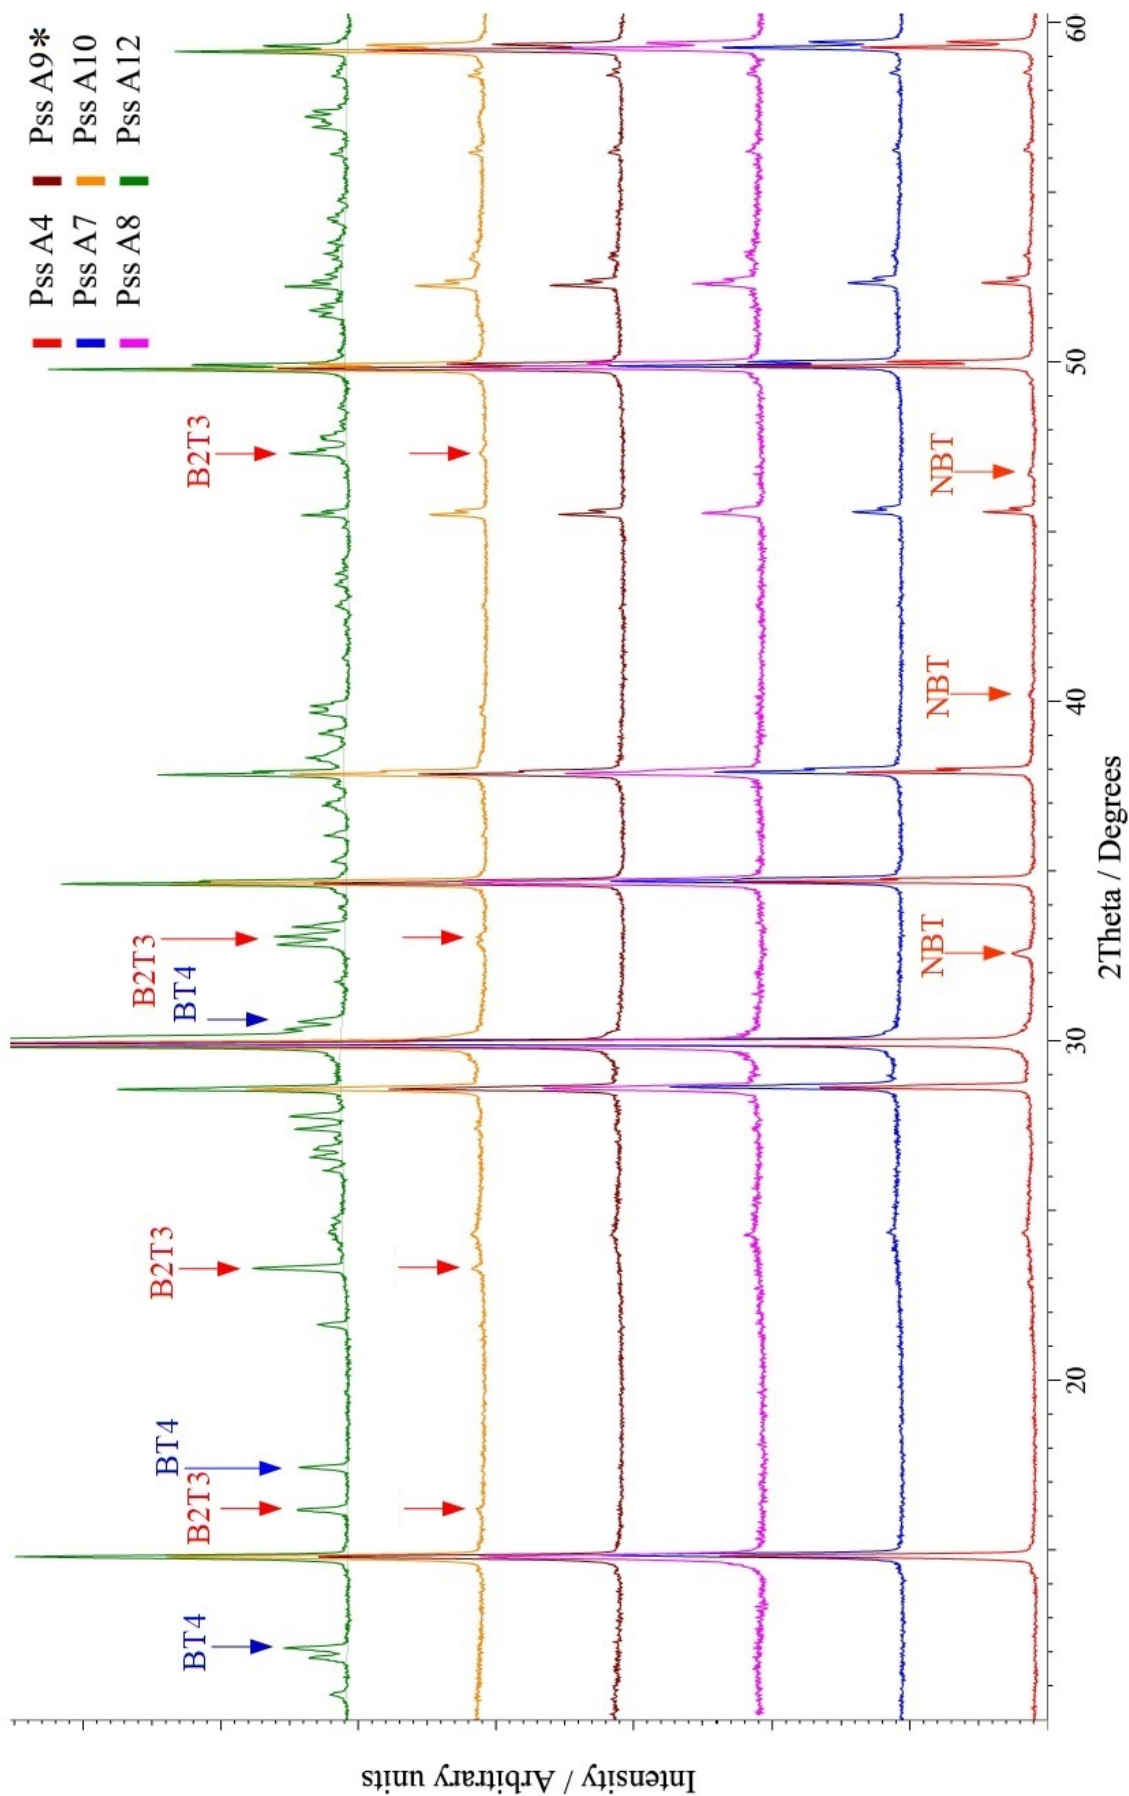 Pss A4
Pss A9*
Pss A7
Pss A10
Pss A8
Pss A12
BT4
B2T3
BT4
B2T3
BT4
B2T3
B2T3
NBT
NBT
NBT
20
30
40
50
60
2Theta / Degrees
Intensity / Arbitrary units